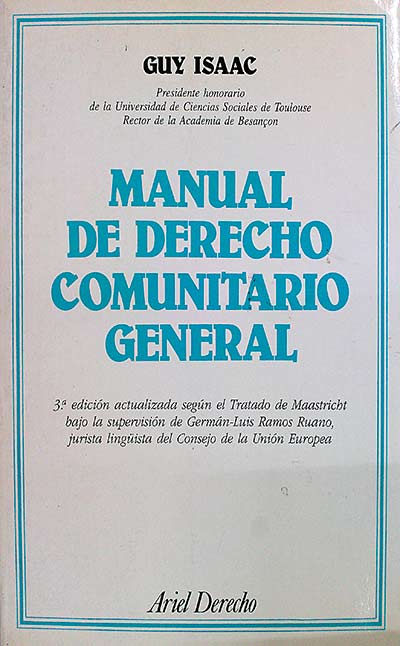 GUY ISAAC
Presidente honorario
de la Universidad de Ciencias Sociales de Toulouse
Rector de la Academia de Besançon
MANUAL
DE DERECHO
COMUNITARIO
GENERAL
3.ª edición actualizada según el Tratado de Maastricht
bajo la supervisión de Germán-Luis Ramos Ruano,
jurista lingüista del Consejo de la Unión Europea
Ariel Derecho